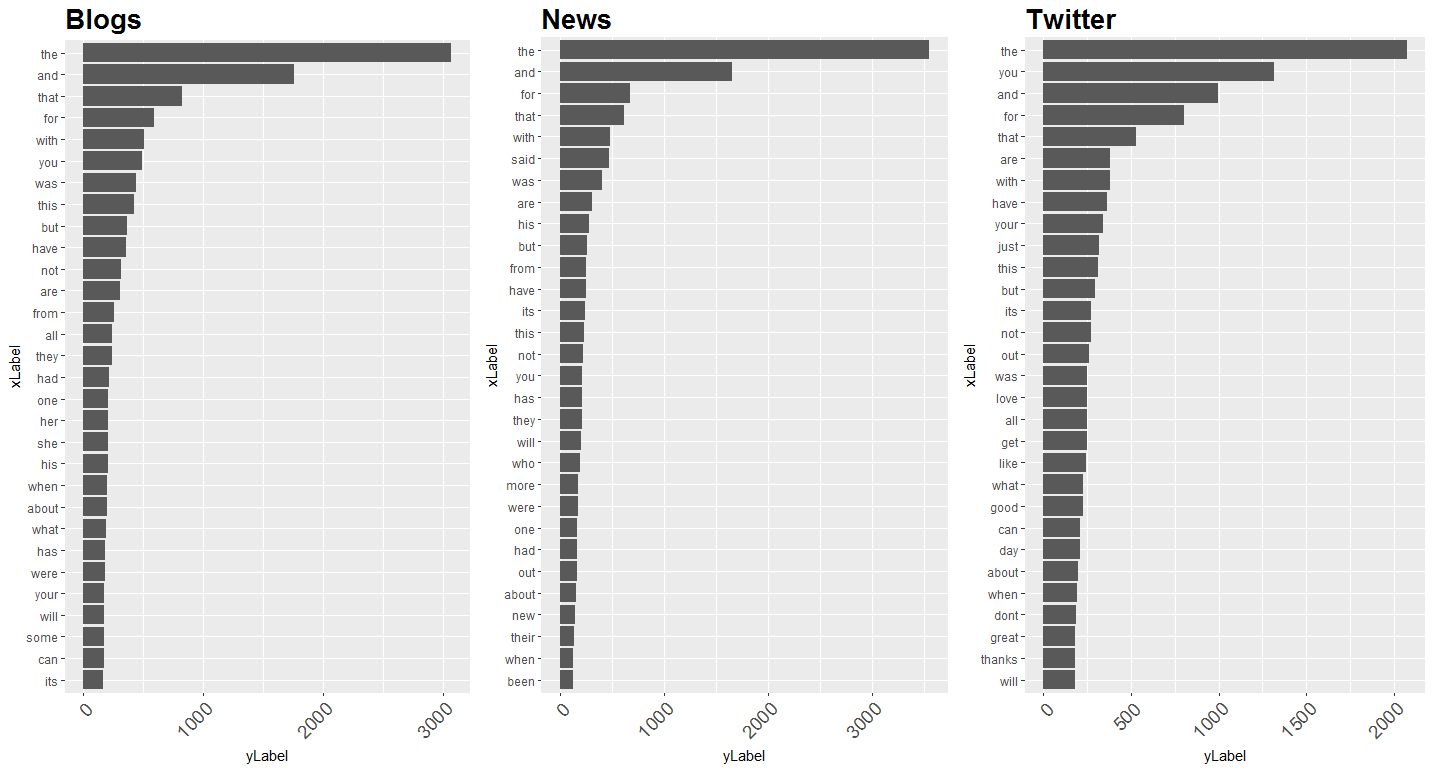 Blogs
the
and
that
for
with
you
was
this
but
have
not
are
from
all
they
had
one
her
she
his
when
about
what
has
were
your
will
some
can
its
xLabel
0
1000
2000
3000
yLabel
News
the
and
for
that
with
said
was
are
his
but
from
have
its
this
not
you
has
they
will
who
more
were
one
had
out
about
new
their
when
been
xLabel
0
1000
2000
3000
yLabel
Twitter
the
you
and
for
that
are
with
have
your
just
this
but
its
not
out
was
love
all
get
like
what
good
can
day
about
when
dont
great
thanks
will
xLabel
0
500
1000
1500
2000
yLabel